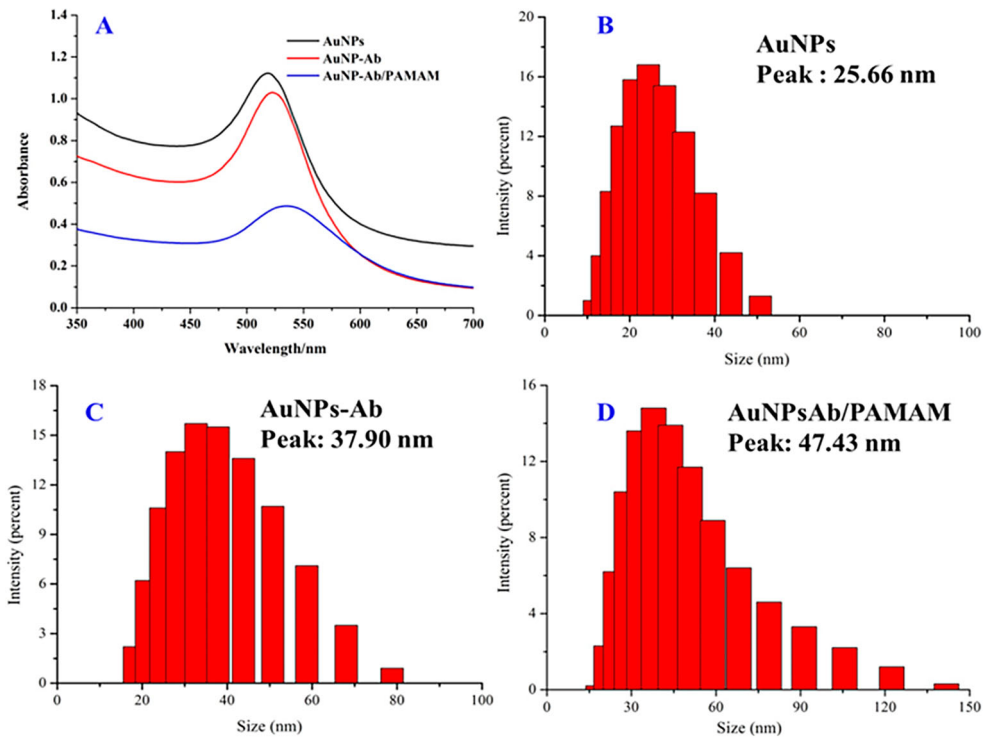 A
AuNPs
AuNP-Ab
AuNP-Ab/PAMAM
1.4
1.2
1.0
0.8
0.6
0.4
0.2
0.0
Absorbance
350 400 450 500 550 600 650 700
Wavelength/nm
B
AuNPs
Peak : 25.66 nm
20
16
12
8
4
0
Intensity (percent)
0 20 40 60 80 100
Size (nm)
C
AuNPs-Ab
Peak: 37.90 nm
18
15
12
9
6
3
0
Intensity (percent)
0 20 40 60 80 100
Size (nm)
D
AuNPsAb/PAMAM
Peak: 47.43 nm
16
12
8
4
0
Intensity (percent)
0 30 60 90 120 150
Size (nm)